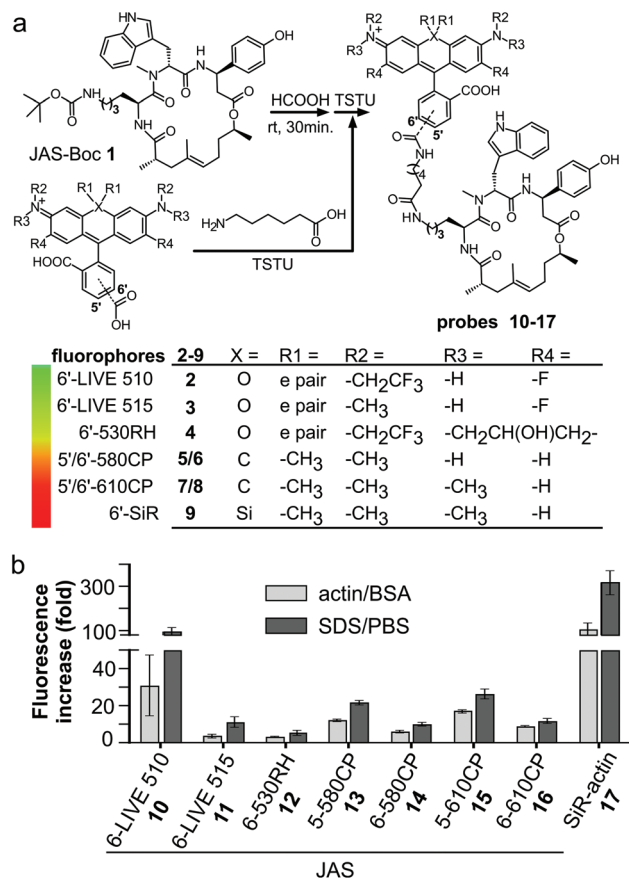 a
HN
N
H
N
OH
O
O
N
O
H
N
O
( )3
O
O
NH
O
JAS-Boc 1
HCOOH
rt, 30min.
TSTU
R2
N+
R3
R1
R1
X
R2
N
R3
R4
R4
COOH
6'
5'
O
NH
( )4
O
HN
( )3
HN
N
O
H
N
O
OH
O
O
NH
O
probes 10-17
R2
N+
R3
R1
R1
X
R2
N
R3
R4
R4
HOOC
6'
5'
O
OH
H2N
O
OH
TSTU
fluorophores 2-9 X = R1 = R2 = R3 = R4 =
6'-LIVE 510 2 O e pair -CH2CF3 -H -F
6'-LIVE 515 3 O e pair -CH3 -H -F
6'-530RH 4 O e pair -CH2CF3 -CH2CH(OH)CH2-
5'/6'-580CP 5/6 C -CH3 -CH3 -H -H
5'/6'-610CP 7/8 C -CH3 -CH3 -CH3 -H
6'-SiR 9 Si -CH3 -CH3 -CH3 -H
b
Fluorescence
increase (fold)
300
100
40
20
0
actin/BSA
SDS/PBS
6-LIVE 510
10
6-LIVE 515
11
6-530RH
12
5-580CP
13
6-580CP
14
5-610CP
15
6-610CP
16
SiR-actin
17
JAS